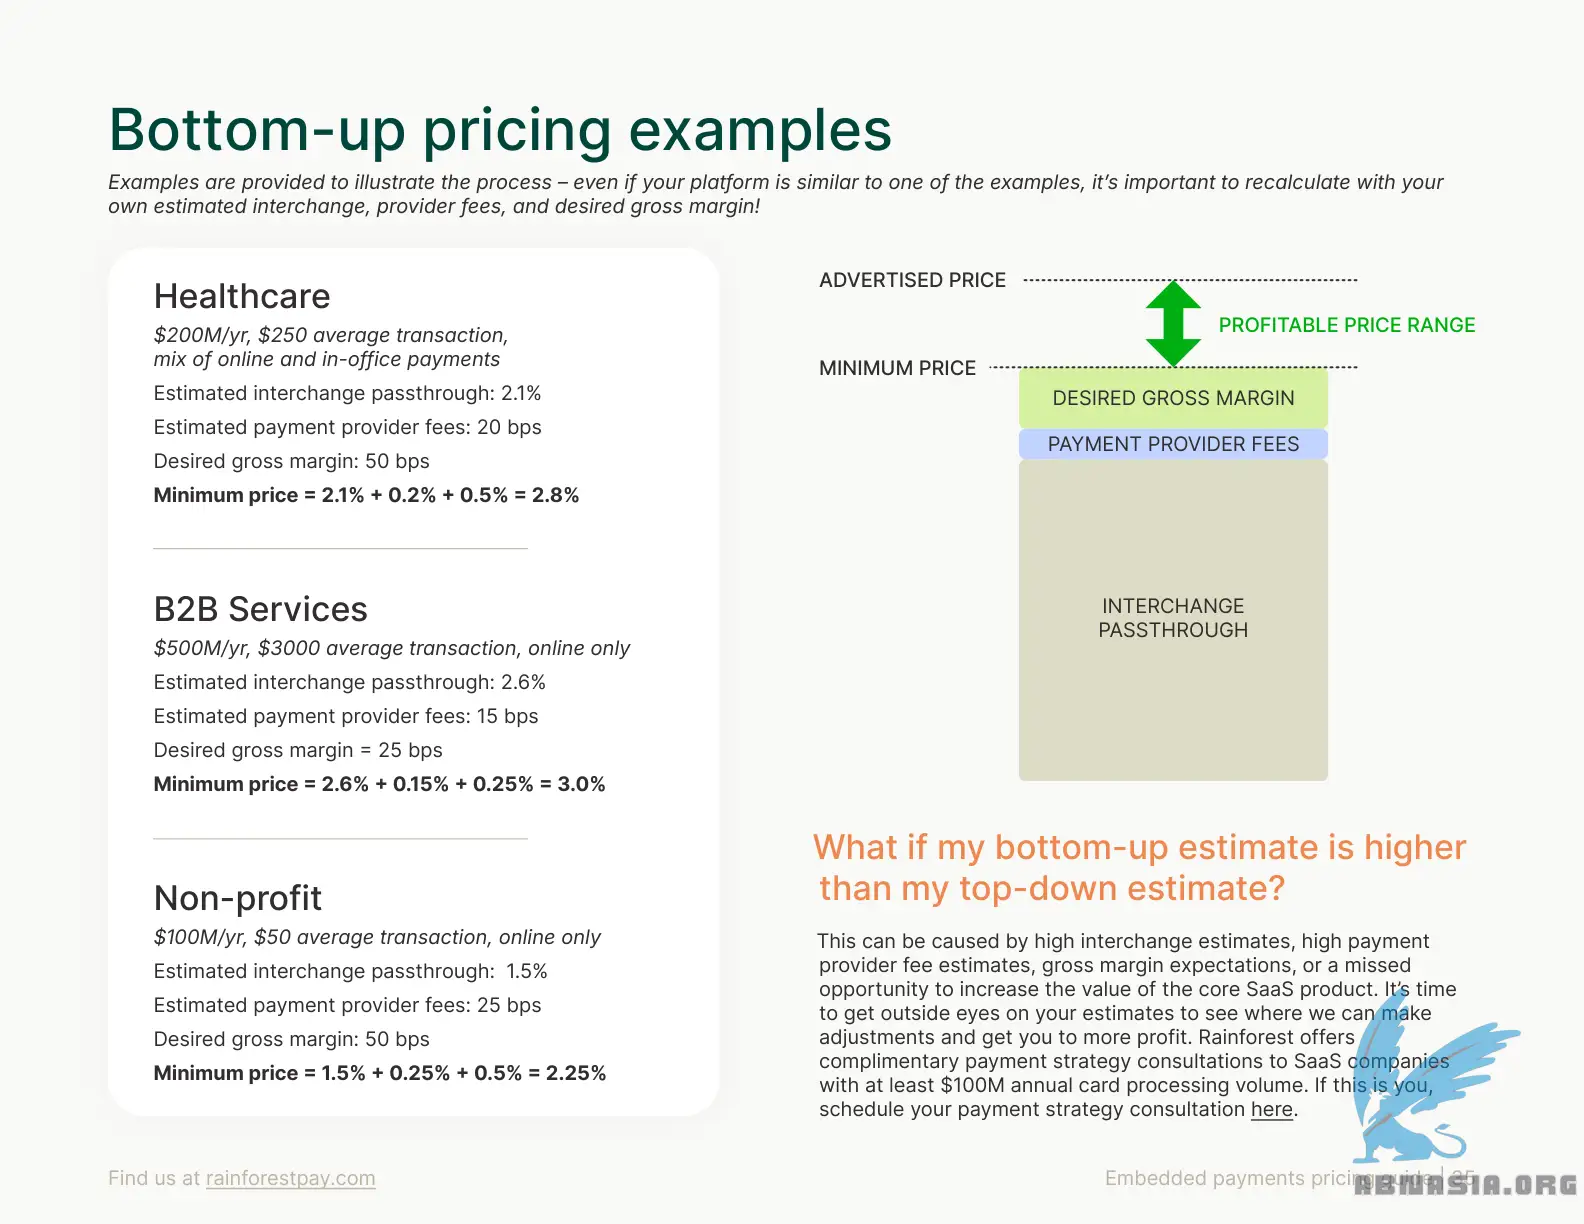 Bottom-up pricing examples
Examples are provided to illustrate the process – even if your platform is similar to one of the examples, it's important to recalculate with your
own estimated interchange, provider fees, and desired gross margin!
Healthcare
$200M/yr, $250 average transaction,
mix of online and in-office payments
Estimated interchange passthrough: 2.1%
Estimated payment provider fees: 20 bps
Desired gross margin: 50 bps
Minimum price = 2.1% + 0.2% + 0.5% = 2.8%
B2B Services
$500M/yr, $3000 average transaction, online only
Estimated interchange passthrough: 2.6%
Estimated payment provider fees: 15 bps
Desired gross margin = 25 bps
Minimum price = 2.6% + 0.15% + 0.25% = 3.0%
Non-profit
$100M/yr, $50 average transaction, online only
Estimated interchange passthrough:  1.5%
Estimated payment provider fees: 25 bps
Desired gross margin: 50 bps
Minimum price = 1.5% + 0.25% + 0.5% = 2.25%
ADVERTISED PRICE
PROFITABLE PRICE RANGE
MINIMUM PRICE
DESIRED GROSS MARGIN
PAYMENT PROVIDER FEES
INTERCHANGE
PASSTHROUGH
What if my bottom-up estimate is higher
than my top-down estimate?
This can be caused by high interchange estimates, high payment
provider fee estimates, gross margin expectations, or a missed
opportunity to increase the value of the core SaaS product. It's time
to get outside eyes on your estimates to see where we can make
adjustments and get you to more profit. Rainforest offers
complimentary payment strategy consultations to SaaS companies
with at least $100M annual card processing volume. If this is you,
schedule your payment strategy consultation here.
Find us at rainforestpay.com
Embedded payments pricing guide | 35